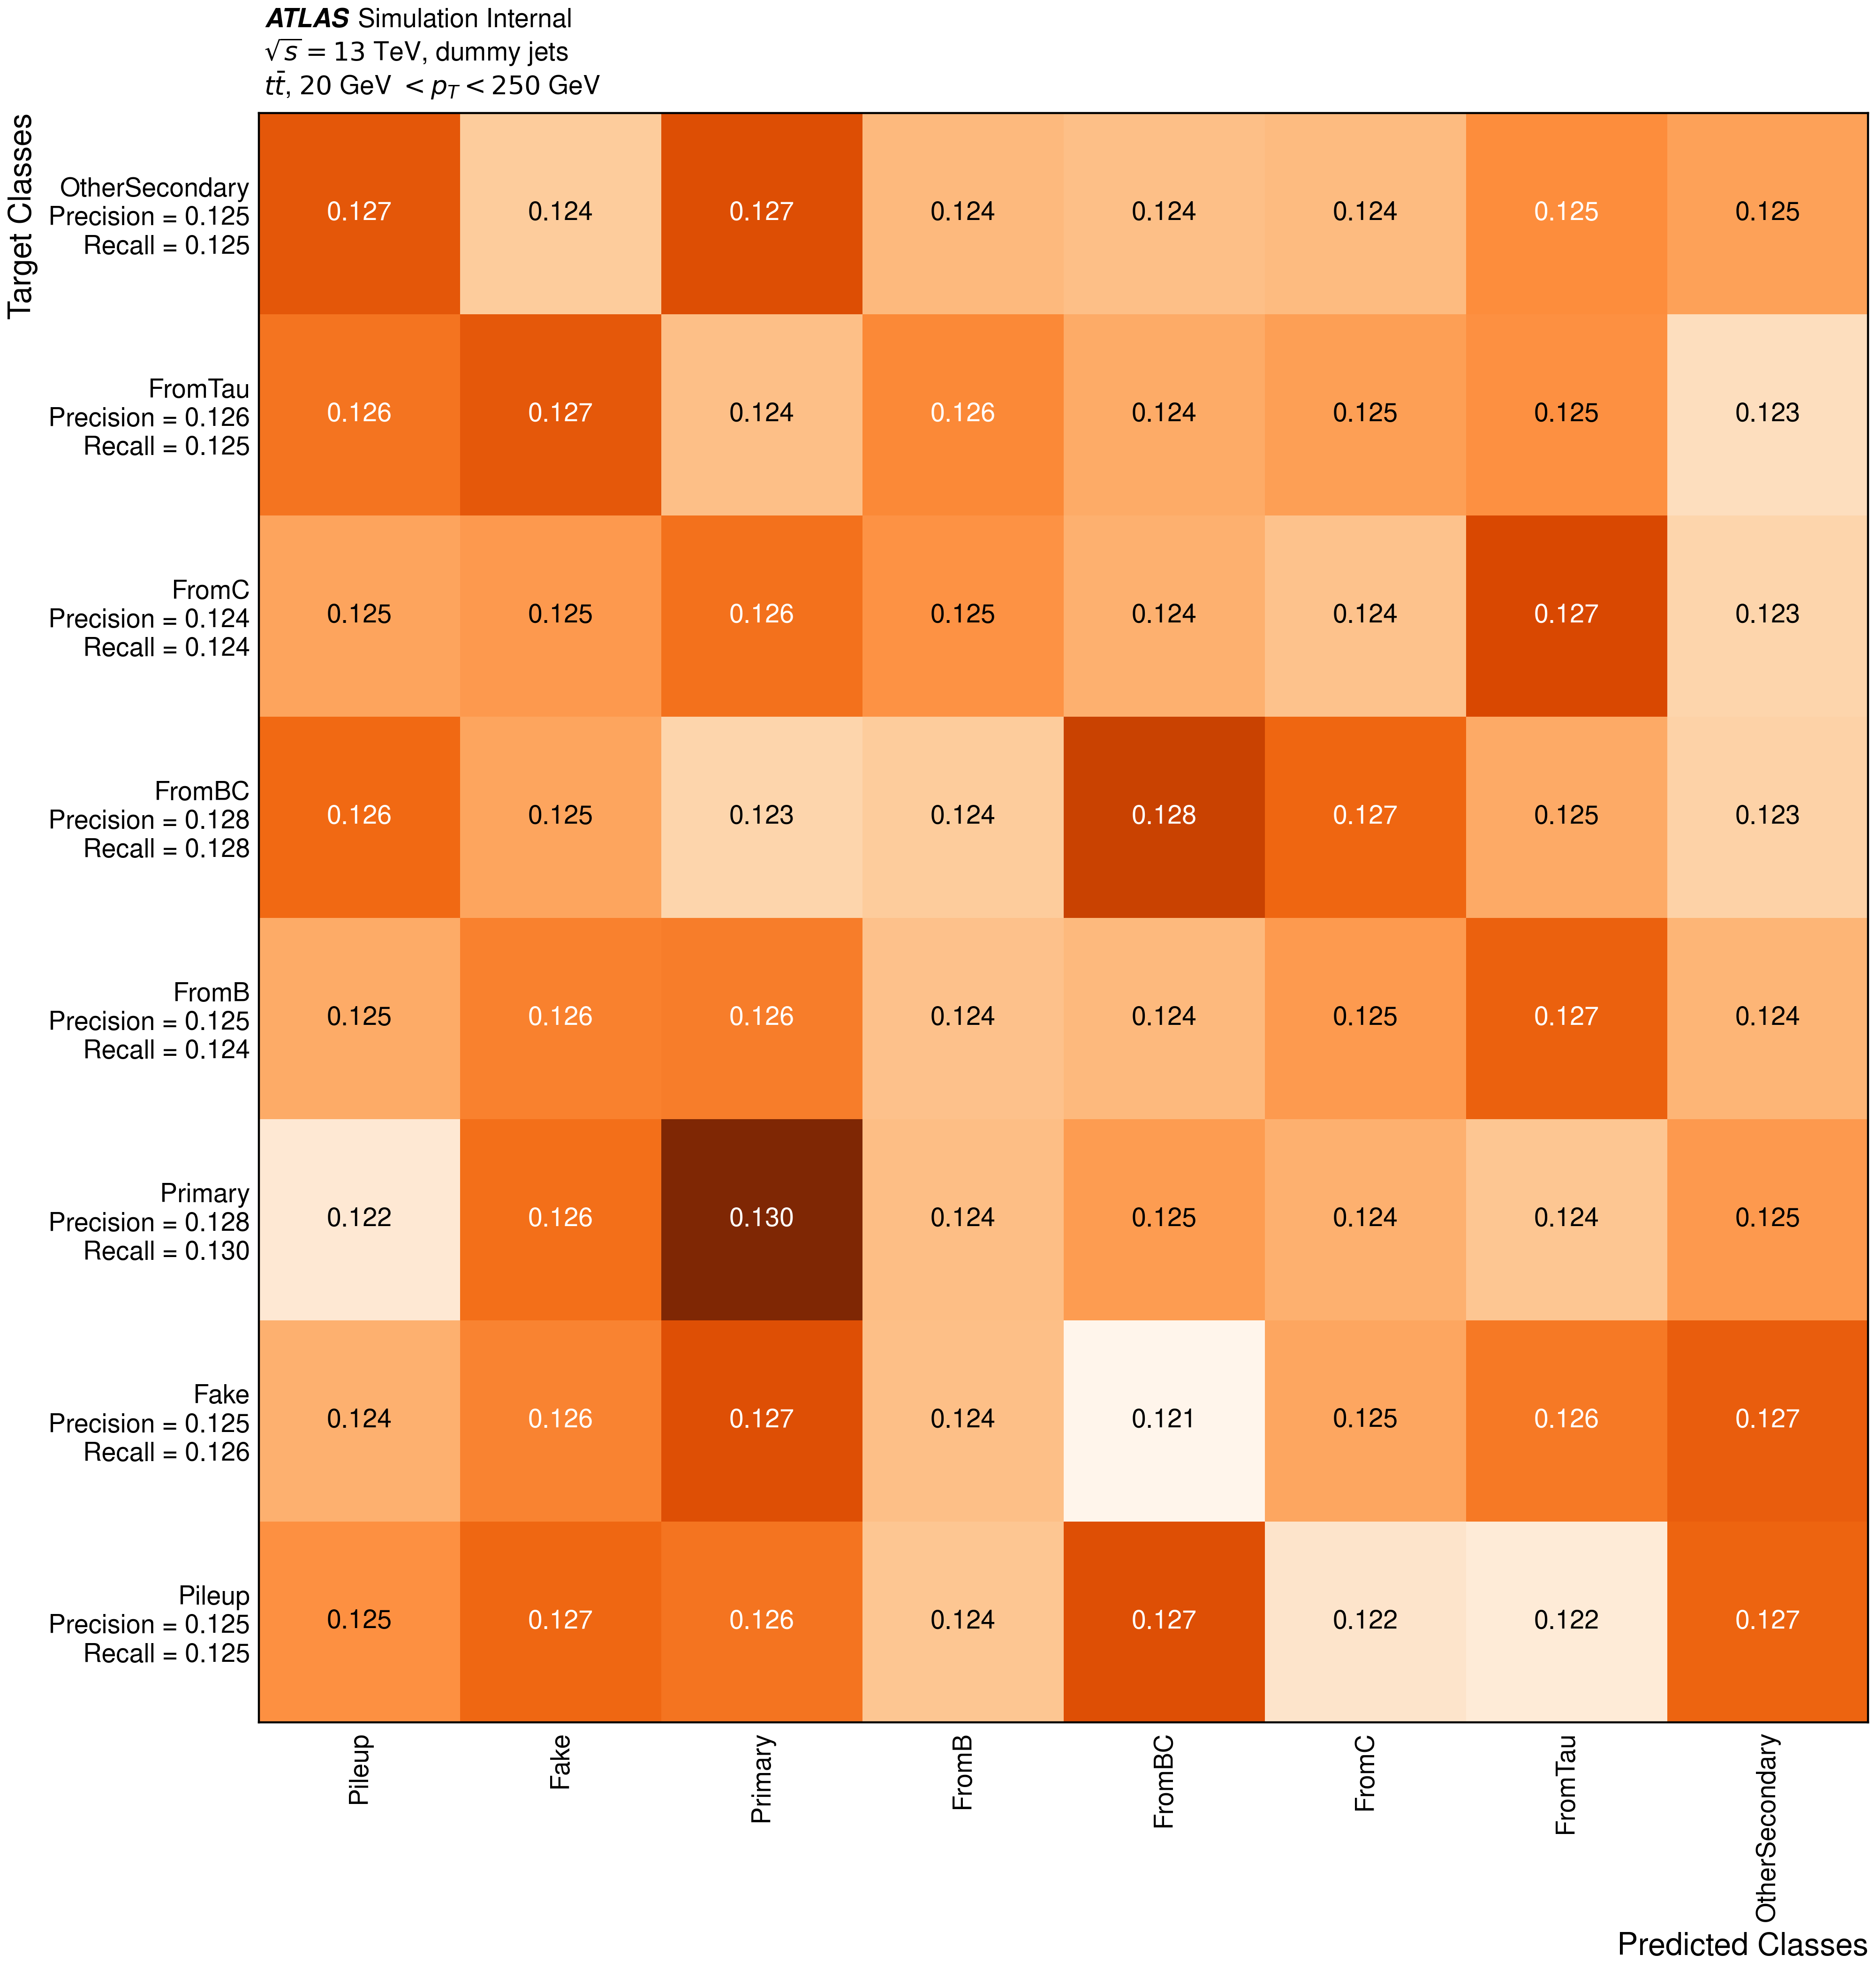 ATLAS Simulation Internal
√s = 13 TeV, dummy jets
tt̄, 20 GeV < p_T < 250 GeV
Target Classes
OtherSecondary
Precision = 0.125
Recall = 0.125
0.127 0.124 0.127 0.124 0.124 0.124 0.125 0.125
FromTau
Precision = 0.126
Recall = 0.125
0.126 0.127 0.124 0.126 0.124 0.125 0.125 0.123
FromC
Precision = 0.124
Recall = 0.124
0.125 0.125 0.126 0.125 0.124 0.124 0.127 0.123
FromBC
Precision = 0.128
Recall = 0.128
0.126 0.125 0.123 0.124 0.128 0.127 0.125 0.123
FromB
Precision = 0.125
Recall = 0.124
0.125 0.126 0.126 0.124 0.124 0.125 0.127 0.124
Primary
Precision = 0.128
Recall = 0.130
0.122 0.126 0.130 0.124 0.125 0.124 0.124 0.125
Fake
Precision = 0.125
Recall = 0.126
0.124 0.126 0.127 0.124 0.121 0.125 0.126 0.127
Pileup
Precision = 0.125
Recall = 0.125
0.125 0.127 0.126 0.124 0.127 0.122 0.122 0.127
Pileup
Fake
Primary
FromB
FromBC
FromC
FromTau
OtherSecondary
Predicted Classes